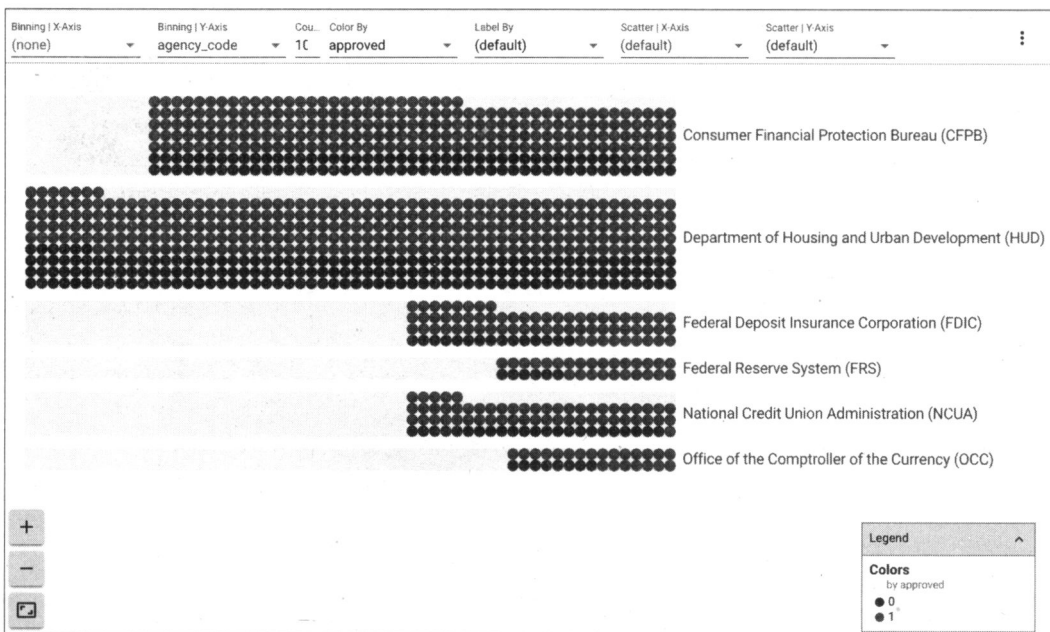 Binning | X-Axis Binning | Y-Axis Cou... Color By Label By Scatter | X-Axis Scatter | Y-Axis
(none) agency_code 10 approved (default) (default) (default)
Consumer Financial Protection Bureau (CFPB)
Department of Housing and Urban Development (HUD)
Federal Deposit Insurance Corporation (FDIC)
Federal Reserve System (FRS)
National Credit Union Administration (NCUA)
Office of the Comptroller of the Currency (OCC)
Legend
Colors
by approved
0
1